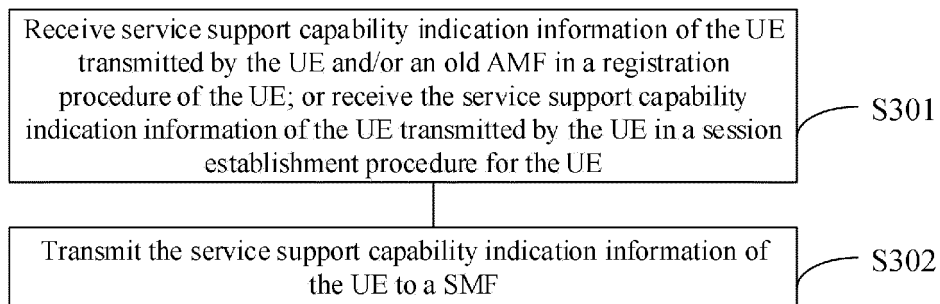 Receive service support capability indication information of the UE
transmitted by the UE and/or an old AMF in a registration
procedure of the UE; or receive the service support capability
indication information of the UE transmitted by the UE in a session
establishment procedure for the UE
S301
Transmit the service support capability indication information of
the UE to a SMF
S302